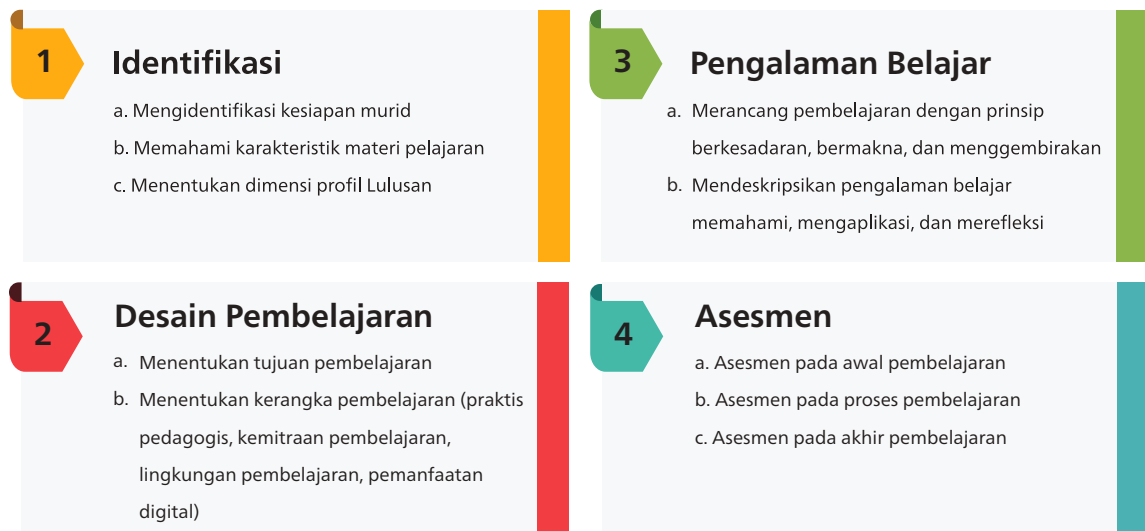 1
Identifikasi
a. Mengidentifikasi kesiapan murid
b. Memahami karakteristik materi pelajaran
c. Menentukan dimensi profil Lulusan
2
Desain Pembelajaran
a. Menentukan tujuan pembelajaran
b. Menentukan kerangka pembelajaran (praktis
pedagogis, kemitraan pembelajaran,
lingkungan pembelajaran, pemanfaatan
digital)
3
Pengalaman Belajar
a. Merancang pembelajaran dengan prinsip
berkesadaran, bermakna, dan menggembirakan
b. Mendeskripsikan pengalaman belajar
memahami, mengaplikasi, dan merefleksi
4
Asesmen
a. Asesmen pada awal pembelajaran
b. Asesmen pada proses pembelajaran
c. Asesmen pada akhir pembelajaran